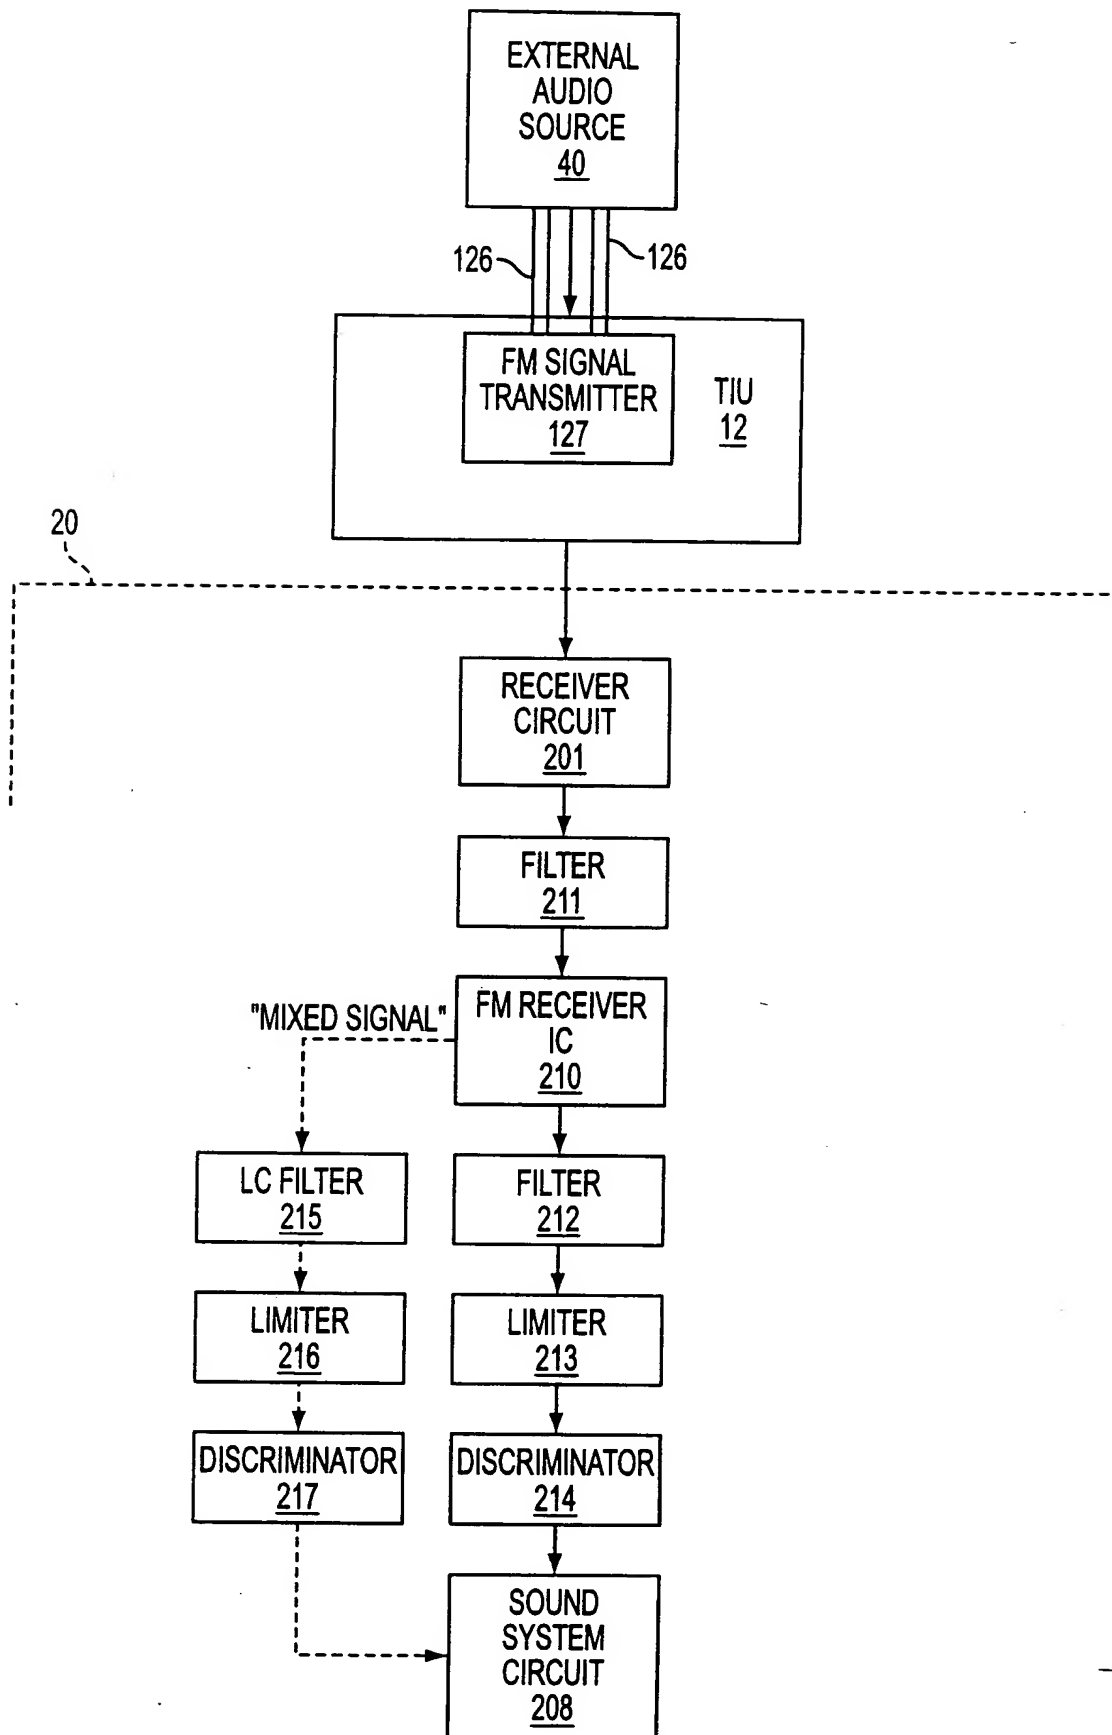 EXTERNAL
AUDIO
SOURCE
40
126
126
FM SIGNAL
TRANSMITTER
127
TIU
12
20
RECEIVER
CIRCUIT
201
FILTER
211
"MIXED SIGNAL"
FM RECEIVER
IC
210
LC FILTER
215
FILTER
212
LIMITER
216
LIMITER
213
DISCRIMINATOR
217
DISCRIMINATOR
214
SOUND
SYSTEM
CIRCUIT
208